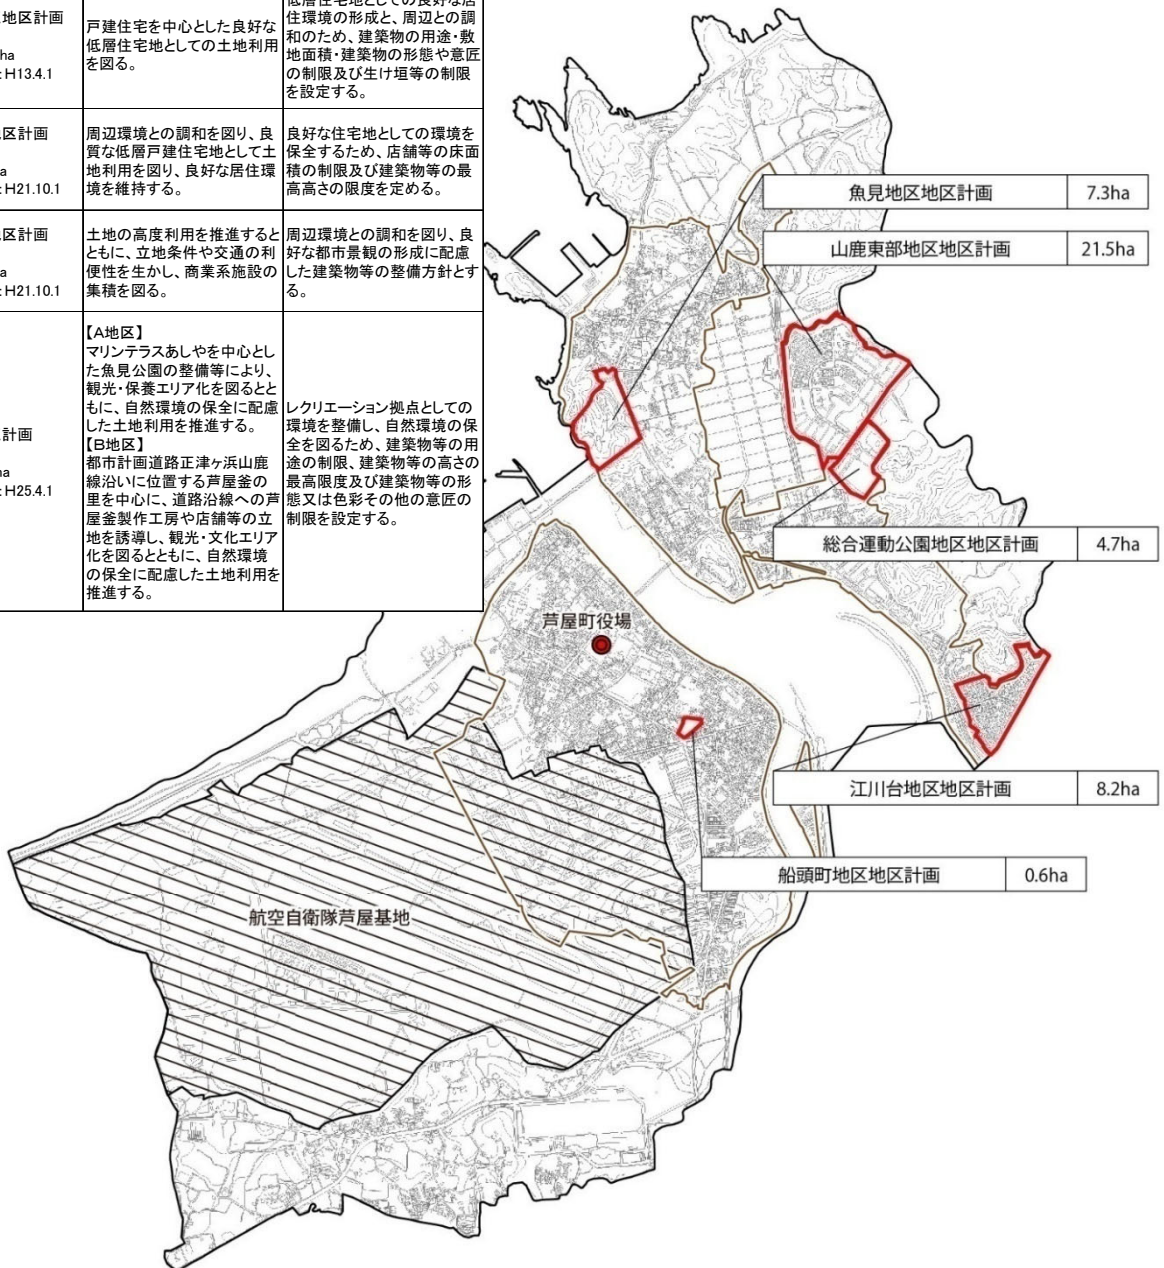 地区計画
ha
:H13.4.1
戸建住宅を中心とした良好な
低層住宅地としての土地利用
を図る。
低層住宅地としての良好な居
住環境の形成と、周辺との調
和のため、建築物の用途・敷
地面積・建築物の形態や意匠
の制限及び生け垣等の制限
を設定する。
区計画
a
:H21.10.1
周辺環境との調和を図り、良
質な低層戸建住宅地として土
地利用を図り、良好な居住環
境を維持する。
良好な住宅地としての環境を
保全するため、店舗等の床面
積の制限及び建築物等の最
高高さの限度を定める。
区計画
a
:H21.10.1
土地の高度利用を推進すると
ともに、立地条件や交通の利
便性を生かし、商業系施設の
集積を図る。
周辺環境との調和を図り、良
好な都市景観の形成に配慮
した建築物等の整備方針とす
る。
計画
ha
:H25.4.1
【A地区】
マリンテラスあしやを中心とし
た魚見公園の整備等により、
観光・保養エリア化を図るとと
もに、自然環境の保全に配慮
した土地利用を推進する。
【B地区】
都市計画道路正津ヶ浜山鹿
線沿いに位置する芦屋釜の
里を中心に、道路沿線への芦
屋釜製作工房や店舗等の立
地を誘導し、観光・文化エリア
化を図るとともに、自然環境
の保全に配慮した土地利用を
推進する。
レクリエーション拠点としての
環境を整備し、自然環境の保
全を図るため、建築物等の用
途の制限、建築物等の高さの
最高限度及び建築物等の形
態又は色彩その他の意匠の
制限を設定する。
魚見地区地区計画 7.3ha
山鹿東部地区地区計画 21.5ha
総合運動公園地区地区計画 4.7ha
芦屋町役場
江川台地区地区計画 8.2ha
船頭町地区地区計画 0.6ha
航空自衛隊芦屋基地